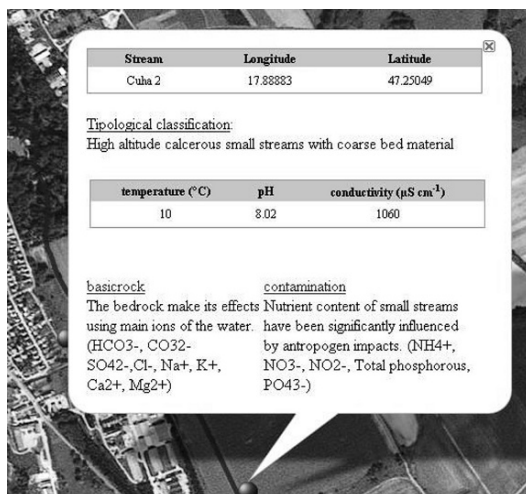 Stream Longitude Latitude
Cuha 2 17.88883 47.25049
Tipological classification:
High altitude calcerous small streams with coarse bed material
temperature (°C) pH conductivity (µS cm⁻¹)
10 8.02 1060
basicrock
The bedrock make its effects
using main ions of the water.
(HCO3-, CO32-
SO42-,Cl-, Na+, K+,
Ca2+, Mg2+)
contamination
Nutrient content of small streams
have been significantly influenced
by antropogen impacts. (NH4+,
NO3-, NO2-, Total phosphorous,
PO43-)